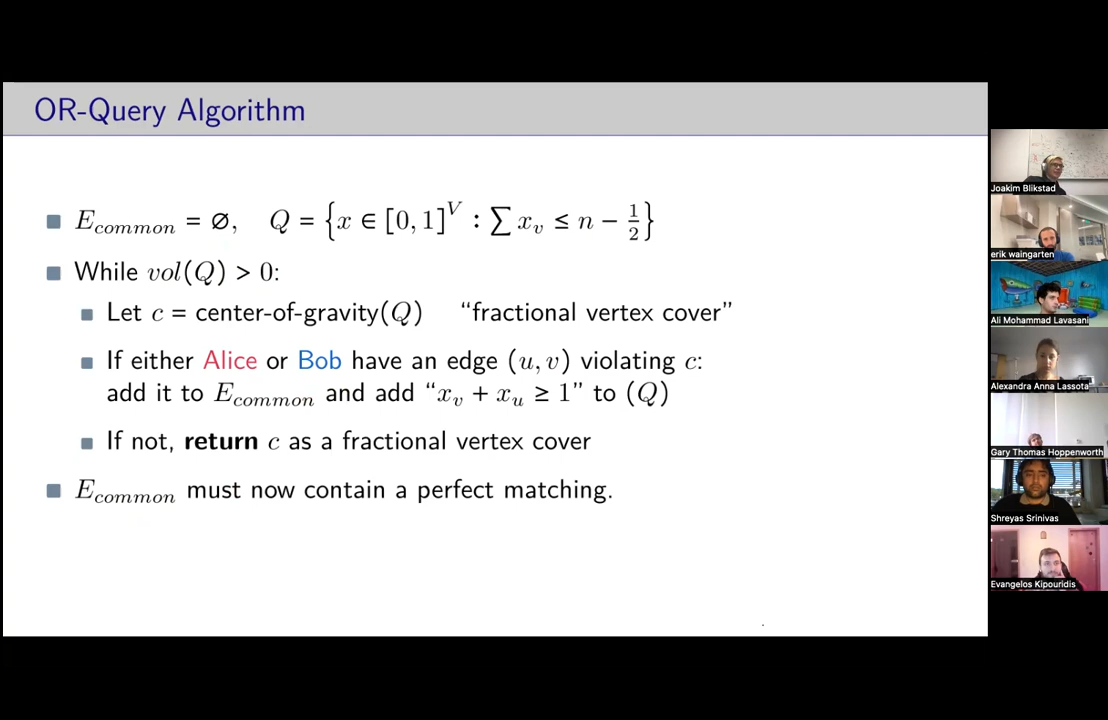 OR-Query Algorithm
E_common = ∅, Q = {x ∈ [0, 1]^V : ∑ x_v ≤ n − 1/2}
While vol(Q) > 0:
Let c = center-of-gravity(Q) “fractional vertex cover”
If either Alice or Bob have an edge (u, v) violating c:
add it to E_common and add “x_v + x_u ≥ 1” to (Q)
If not, return c as a fractional vertex cover
E_common must now contain a perfect matching.
Joakim Blikstad
erik waingarten
Ali Mohammad Lavasani
Alexandra Anna Lassota
Gary Thomas Hoppenworth
Shreyas Srinivas
Evangelos Kipouridis